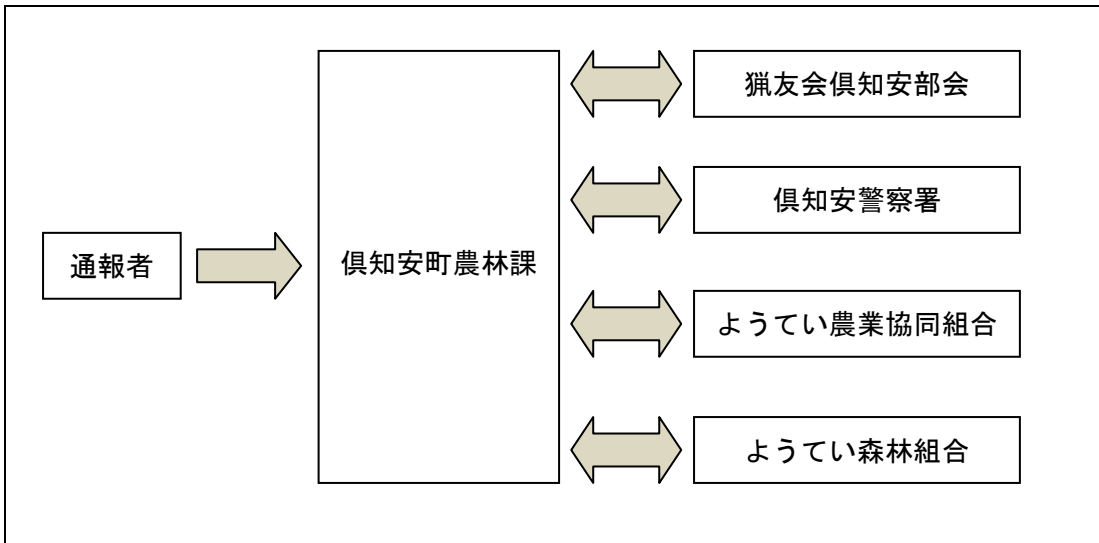 猟友会倶知安部会
倶知安警察署
通報者
倶知安町農林課
ようてい農業協同組合
ようてい森林組合